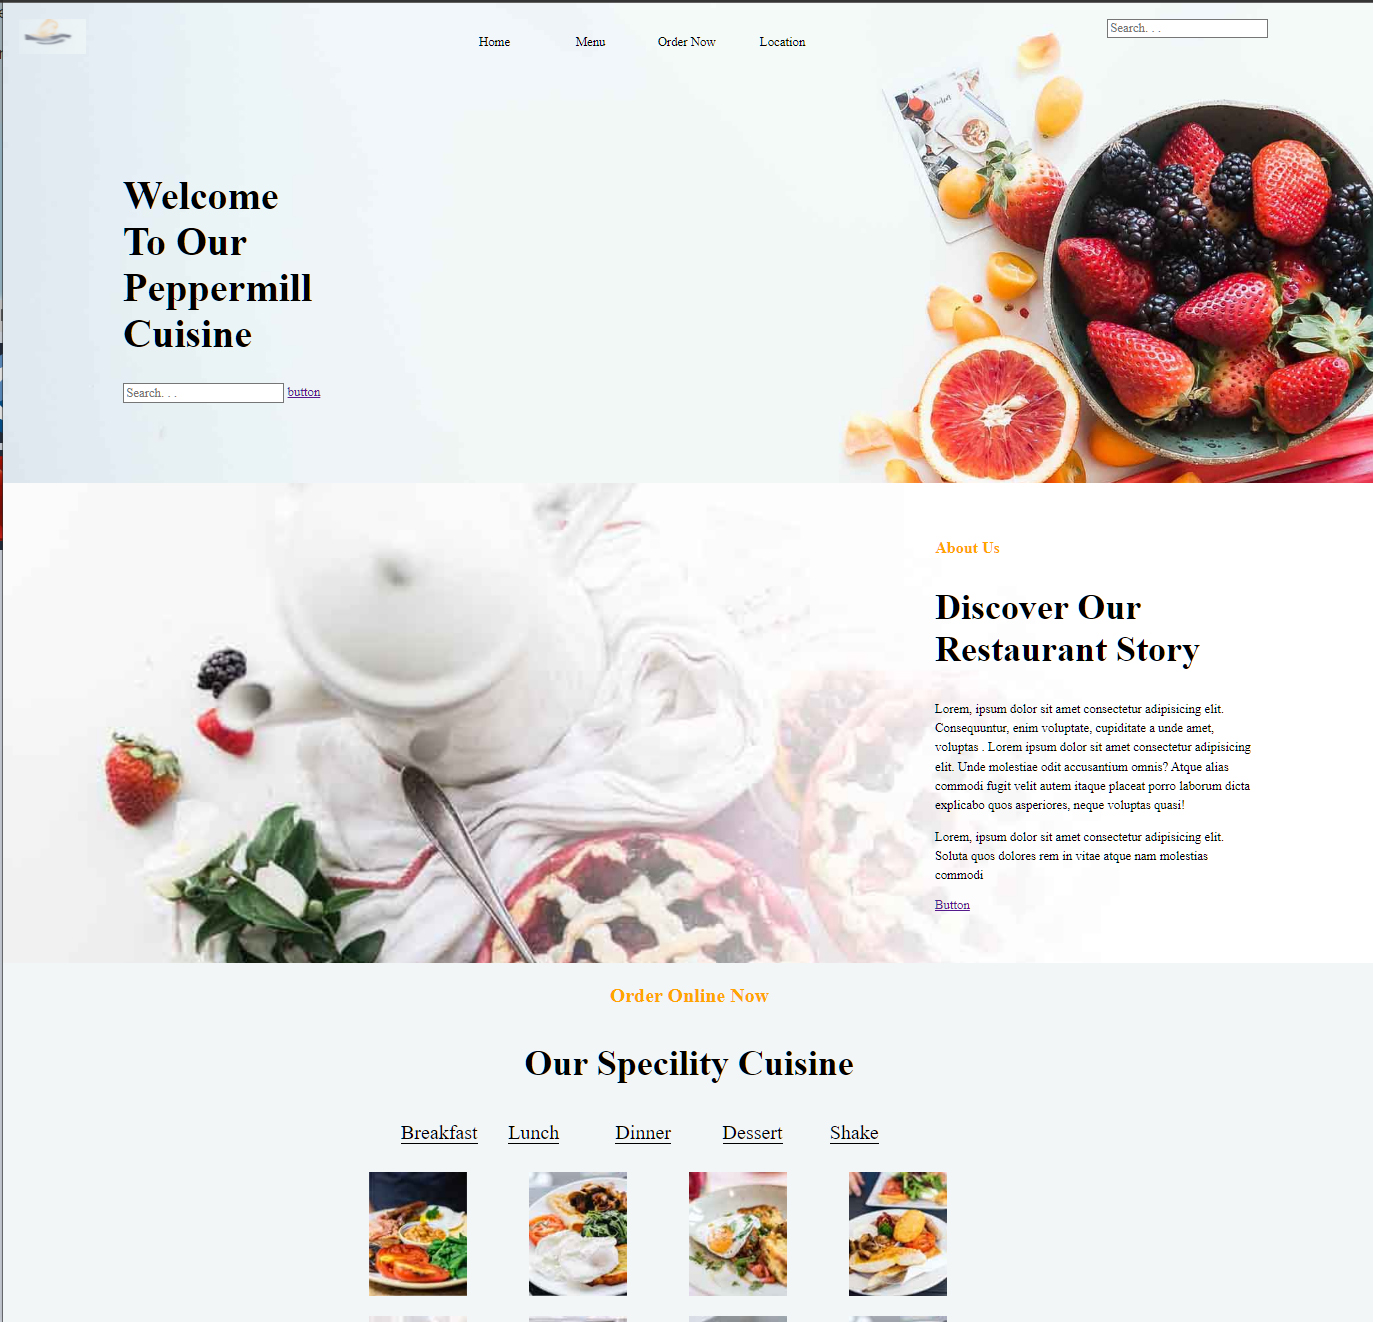 Home Menu Order Now Location
Search. . .
Welcome
To Our
Peppermill
Cuisine
Search. . . button
About Us
Discover Our
Restaurant Story
Lorem, ipsum dolor sit amet consectetur adipisicing elit.
Consequuntur, enim voluptate, cupiditate a unde amet,
voluptas . Lorem ipsum dolor sit amet consectetur adipisicing
elit. Unde molestiae odit accusantium omnis? Atque alias
commodi fugit velit autem itaque placeat porro laborum dicta
explicabo quos asperiores, neque voluptas quasi!
Lorem, ipsum dolor sit amet consectetur adipisicing elit.
Soluta quos dolores rem in vitae atque nam molestias
commodi
Button
Order Online Now
Our Specility Cuisine
Breakfast Lunch Dinner Dessert Shake